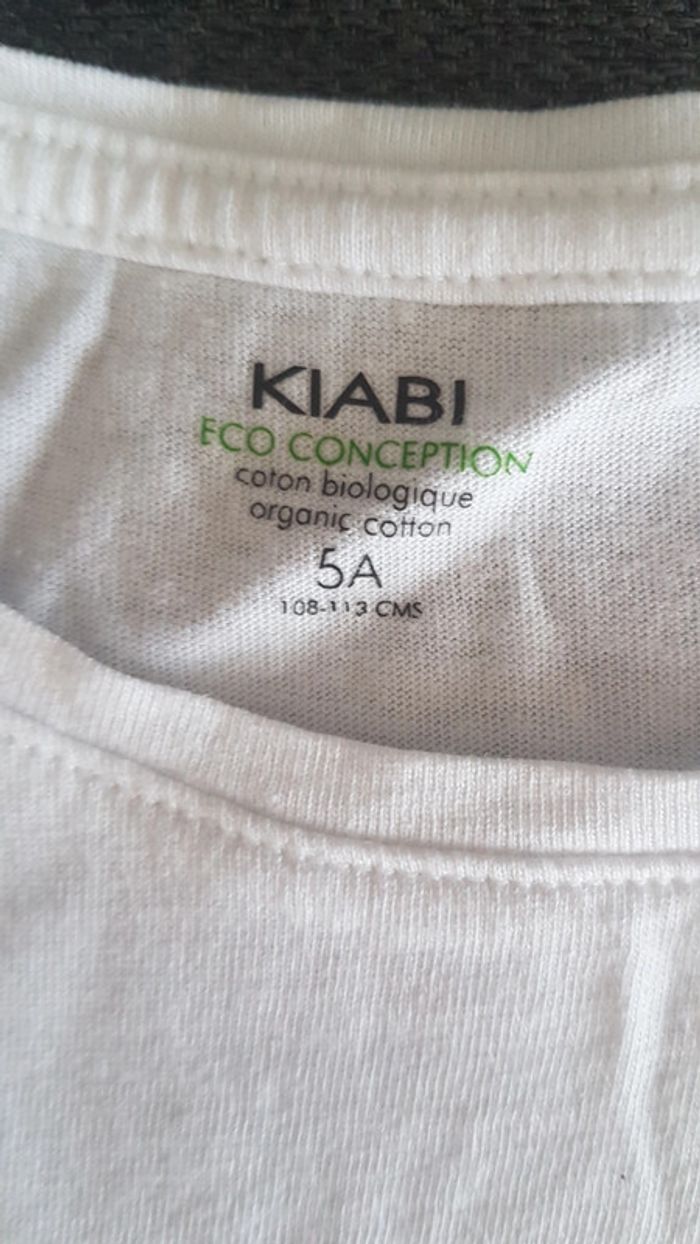 KIABI
ECO CONCEPTION
coton biologique
organic cotton
5A
108-113 CMS